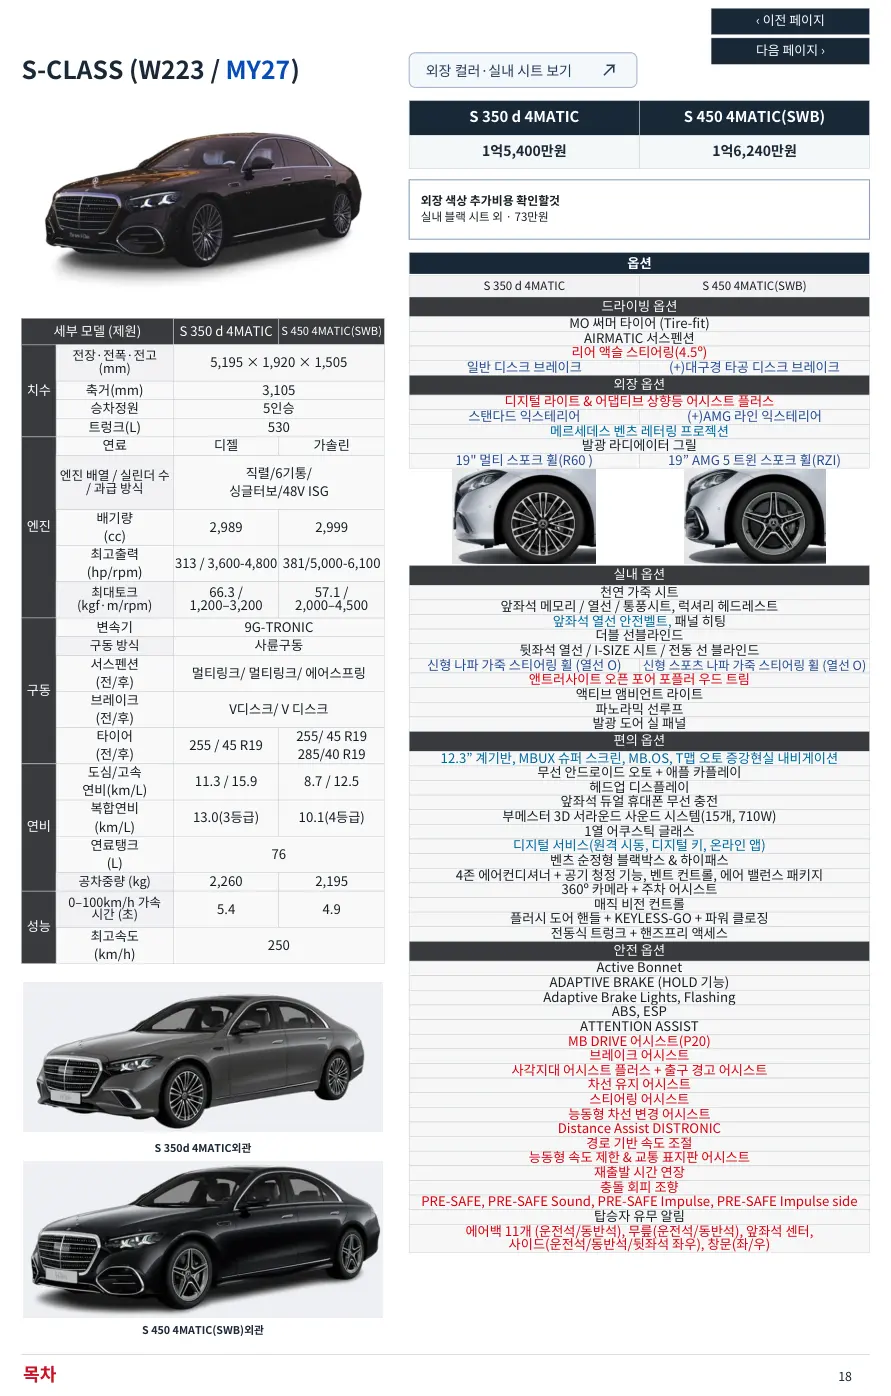 ‹ 이전 페이지
다음 페이지 ›
S-CLASS (W223 / MY27)
외장 컬러·실내 시트 보기
S 350 d 4MATIC
S 450 4MATIC(SWB)
1억5,400만원
1억6,240만원
외장 색상 추가비용 확인할것
실내 블랙 시트 외 · 73만원
세부 모델 (제원)
S 350 d 4MATIC
S 450 4MATIC(SWB)
치수
전장·전폭·전고
(mm)
5,195 × 1,920 × 1,505
축거(mm)
3,105
승차정원
5인승
트렁크(L)
530
엔진
연료
디젤
가솔린
엔진 배열 / 실린더 수
/ 과급 방식
직렬/6기통/
싱글터보/48V ISG
배기량
(cc)
2,989
2,999
최고출력
(hp/rpm)
313 / 3,600-4,800
381/5,000-6,100
최대토크
(kgf·m/rpm)
66.3 /
1,200–3,200
57.1 /
2,000–4,500
구동
변속기
9G-TRONIC
구동 방식
사륜구동
서스펜션
(전/후)
멀티링크/ 멀티링크/ 에어스프링
브레이크
(전/후)
V디스크/ V 디스크
타이어
(전/후)
255 / 45 R19
255/ 45 R19
285/40 R19
연비
도심/고속
연비(km/L)
11.3 / 15.9
8.7 / 12.5
복합연비
(km/L)
13.0(3등급)
10.1(4등급)
연료탱크
(L)
76
공차중량 (kg)
2,260
2,195
성능
0–100km/h 가속
시간 (초)
5.4
4.9
최고속도
(km/h)
250
S 350d 4MATIC외관
S 450 4MATIC(SWB)외관
옵션
S 350 d 4MATIC
S 450 4MATIC(SWB)
드라이빙 옵션
MO 써머 타이어 (Tire-fit)
AIRMATIC 서스펜션
리어 액슬 스티어링(4.5º)
일반 디스크 브레이크
(+)대구경 타공 디스크 브레이크
외장 옵션
디지털 라이트 & 어댑티브 상향등 어시스트 플러스
스탠다드 익스테리어
(+)AMG 라인 익스테리어
메르세데스 벤츠 레터링 프로젝션
발광 라디에이터 그릴
19" 멀티 스포크 휠(R60 )
19” AMG 5 트윈 스포크 휠(RZI)
실내 옵션
천연 가죽 시트
앞좌석 메모리 / 열선 / 통풍시트, 럭셔리 헤드레스트
앞좌석 열선 안전벨트, 패널 히팅
더블 선블라인드
뒷좌석 열선 / I-SIZE 시트 / 전동 선 블라인드
신형 나파 가죽 스티어링 휠 (열선 O)
신형 스포츠 나파 가죽 스티어링 휠 (열선 O)
앤트러사이트 오픈 포어 포플러 우드 트림
액티브 앰비언트 라이트
파노라믹 선루프
발광 도어 실 패널
편의 옵션
12.3” 계기반, MBUX 슈퍼 스크린, MB.OS, T맵 오토 증강현실 내비게이션
무선 안드로이드 오토 + 애플 카플레이
헤드업 디스플레이
앞좌석 듀얼 휴대폰 무선 충전
부메스터 3D 서라운드 사운드 시스템(15개, 710W)
1열 어쿠스틱 글래스
디지털 서비스(원격 시동, 디지털 키, 온라인 앱)
벤츠 순정형 블랙박스 & 하이패스
4존 에어컨디셔너 + 공기 청정 기능, 벤트 컨트롤, 에어 밸런스 패키지
360º 카메라 + 주차 어시스트
매직 비전 컨트롤
플러시 도어 핸들 + KEYLESS-GO + 파워 클로징
전동식 트렁크 + 핸즈프리 액세스
안전 옵션
Active Bonnet
ADAPTIVE BRAKE (HOLD 기능)
Adaptive Brake Lights, Flashing
ABS, ESP
ATTENTION ASSIST
MB DRIVE 어시스트(P20)
브레이크 어시스트
사각지대 어시스트 플러스 + 출구 경고 어시스트
차선 유지 어시스트
스티어링 어시스트
능동형 차선 변경 어시스트
Distance Assist DISTRONIC
경로 기반 속도 조절
능동형 속도 제한 & 교통 표지판 어시스트
재출발 시간 연장
충돌 회피 조향
PRE-SAFE, PRE-SAFE Sound, PRE-SAFE Impulse, PRE-SAFE Impulse side
탑승자 유무 알림
에어백 11개 (운전석/동반석), 무릎(운전석/동반석), 앞좌석 센터,
사이드(운전석/동반석/뒷좌석 좌우), 창문(좌/우)
목차
18